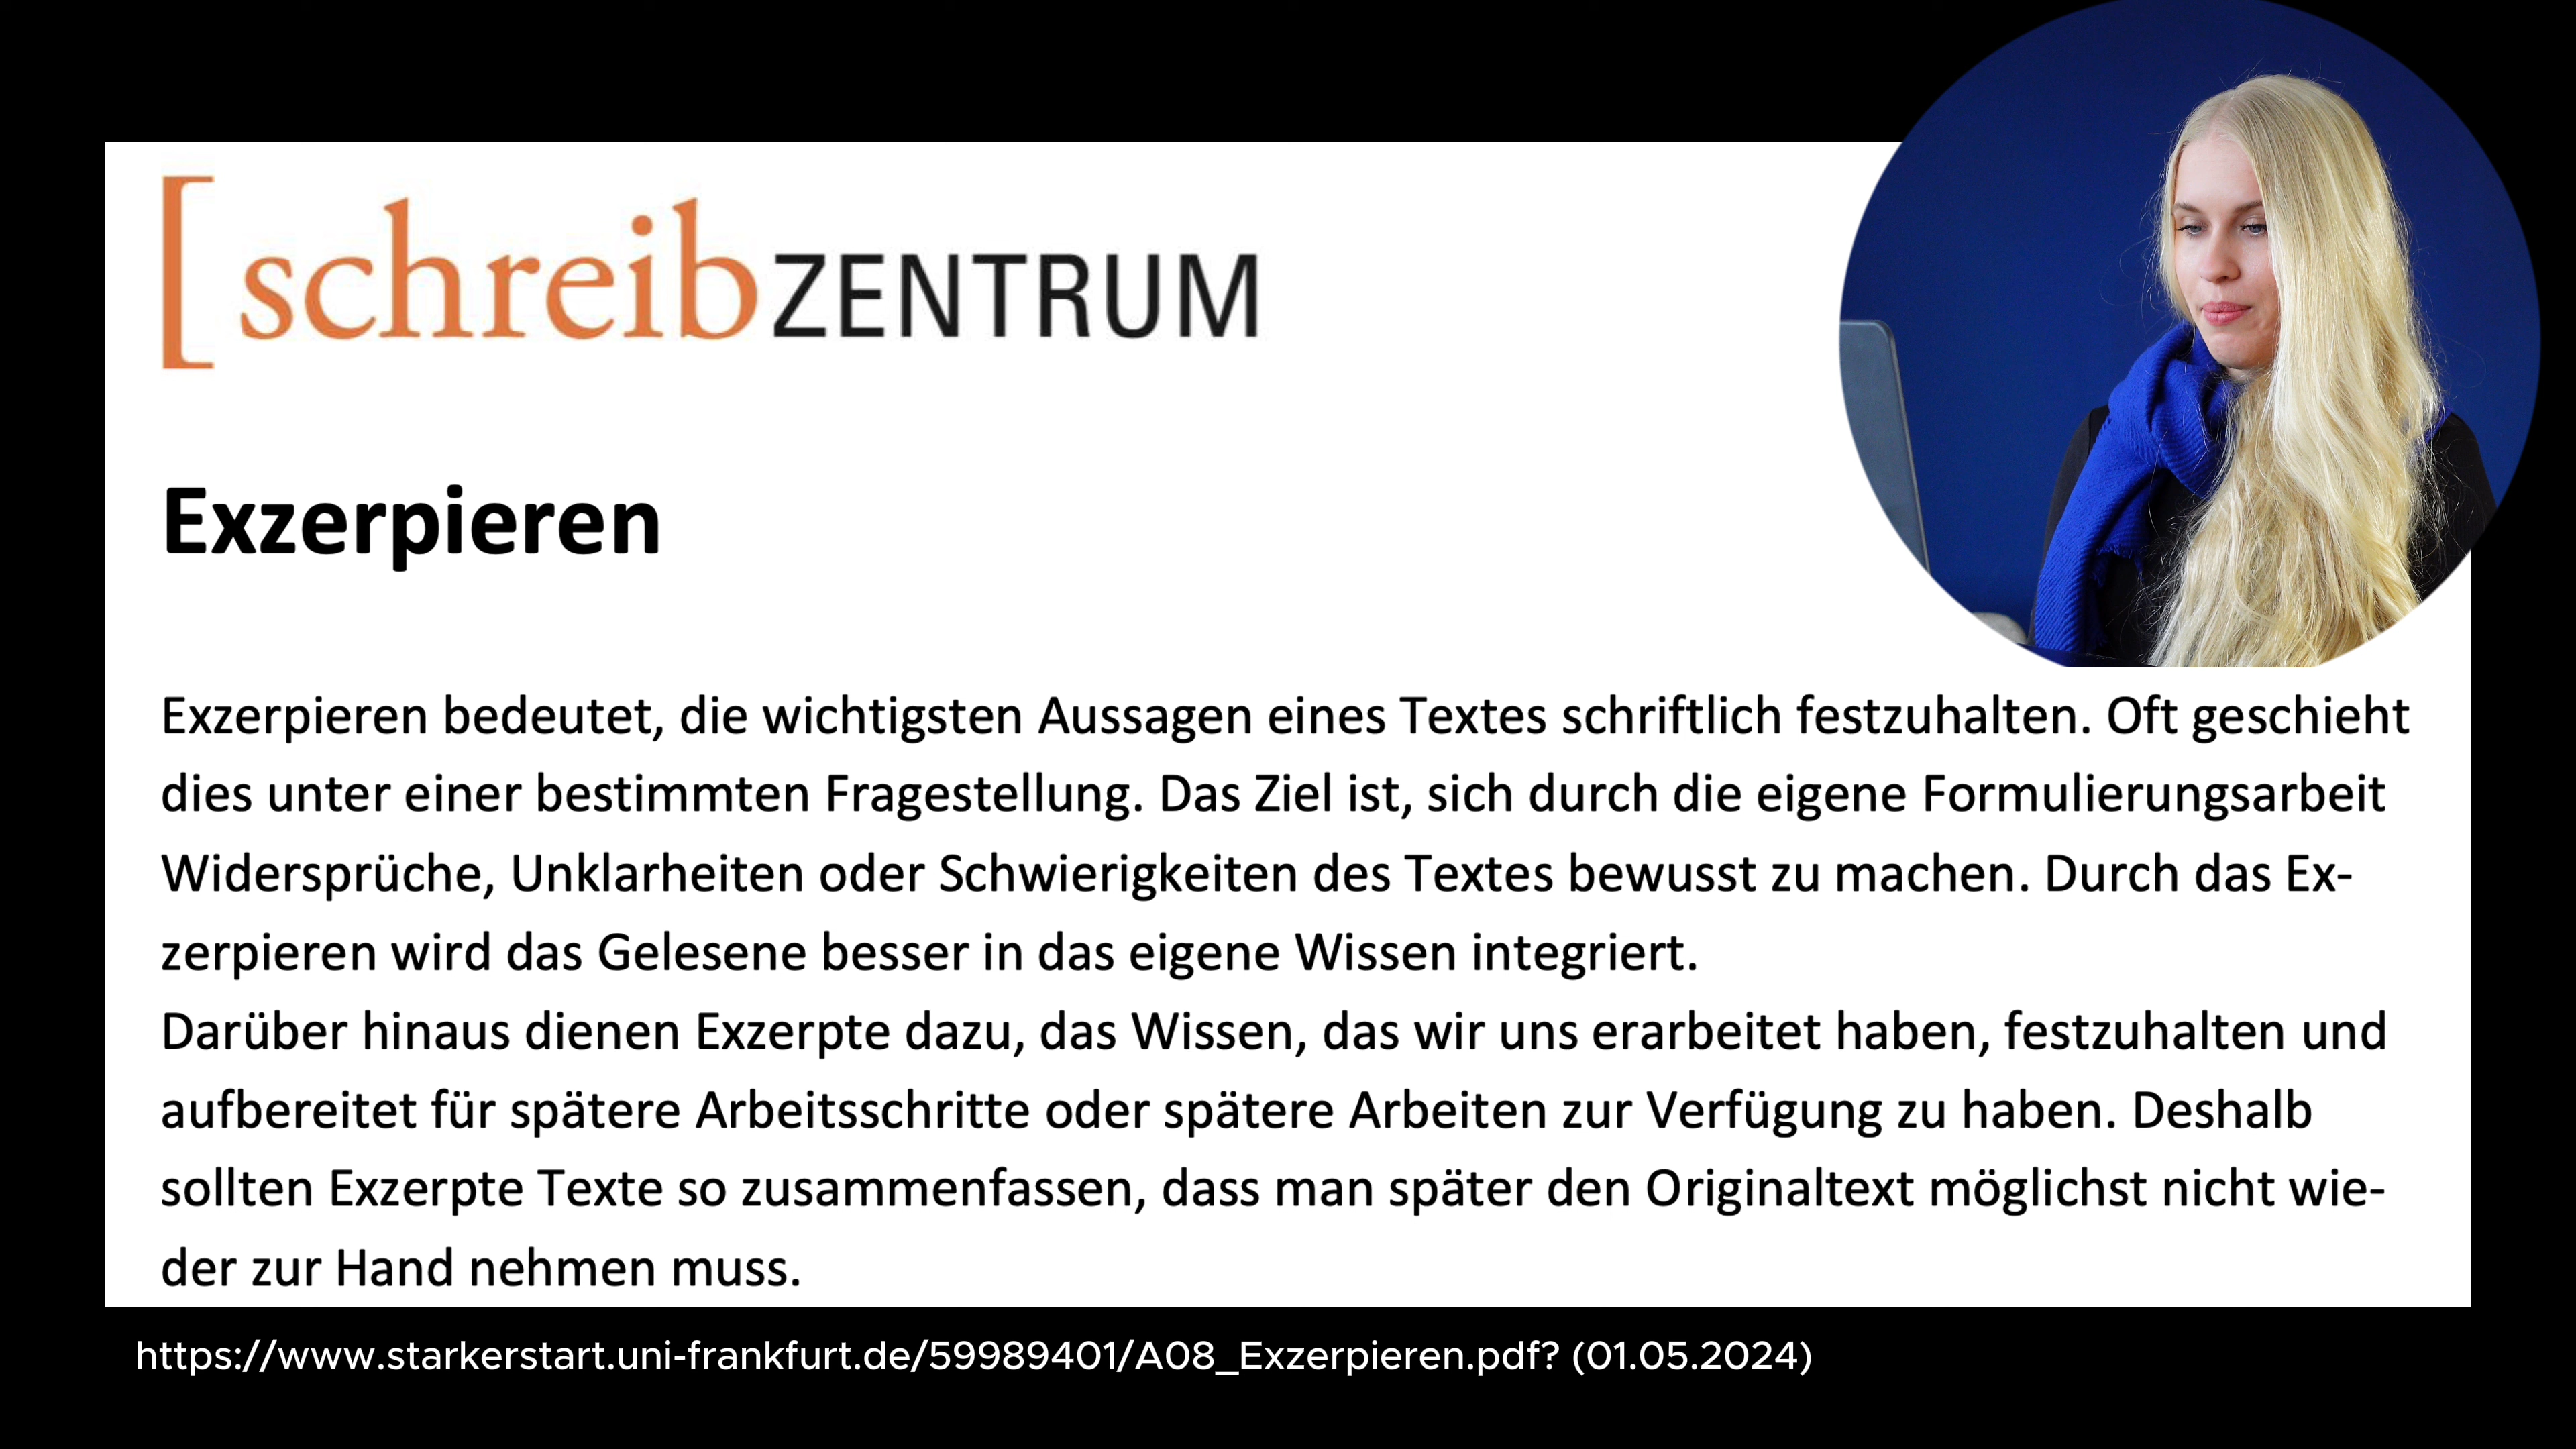 [ schreibZENTRUM
Exzerpieren
Exzerpieren bedeutet, die wichtigsten Aussagen eines Textes schriftlich festzuhalten. Oft geschieht
dies unter einer bestimmten Fragestellung. Das Ziel ist, sich durch die eigene Formulierungsarbeit
Widersprüche, Unklarheiten oder Schwierigkeiten des Textes bewusst zu machen. Durch das Ex-
zerpieren wird das Gelesene besser in das eigene Wissen integriert.
Darüber hinaus dienen Exzerpte dazu, das Wissen, das wir uns erarbeitet haben, festzuhalten und
aufbereitet für spätere Arbeitsschritte oder spätere Arbeiten zur Verfügung zu haben. Deshalb
sollten Exzerpte Texte so zusammenfassen, dass man später den Originaltext möglichst nicht wie-
der zur Hand nehmen muss.
https://www.starkerstart.uni-frankfurt.de/59989401/A08_Exzerpieren.pdf? (01.05.2024)